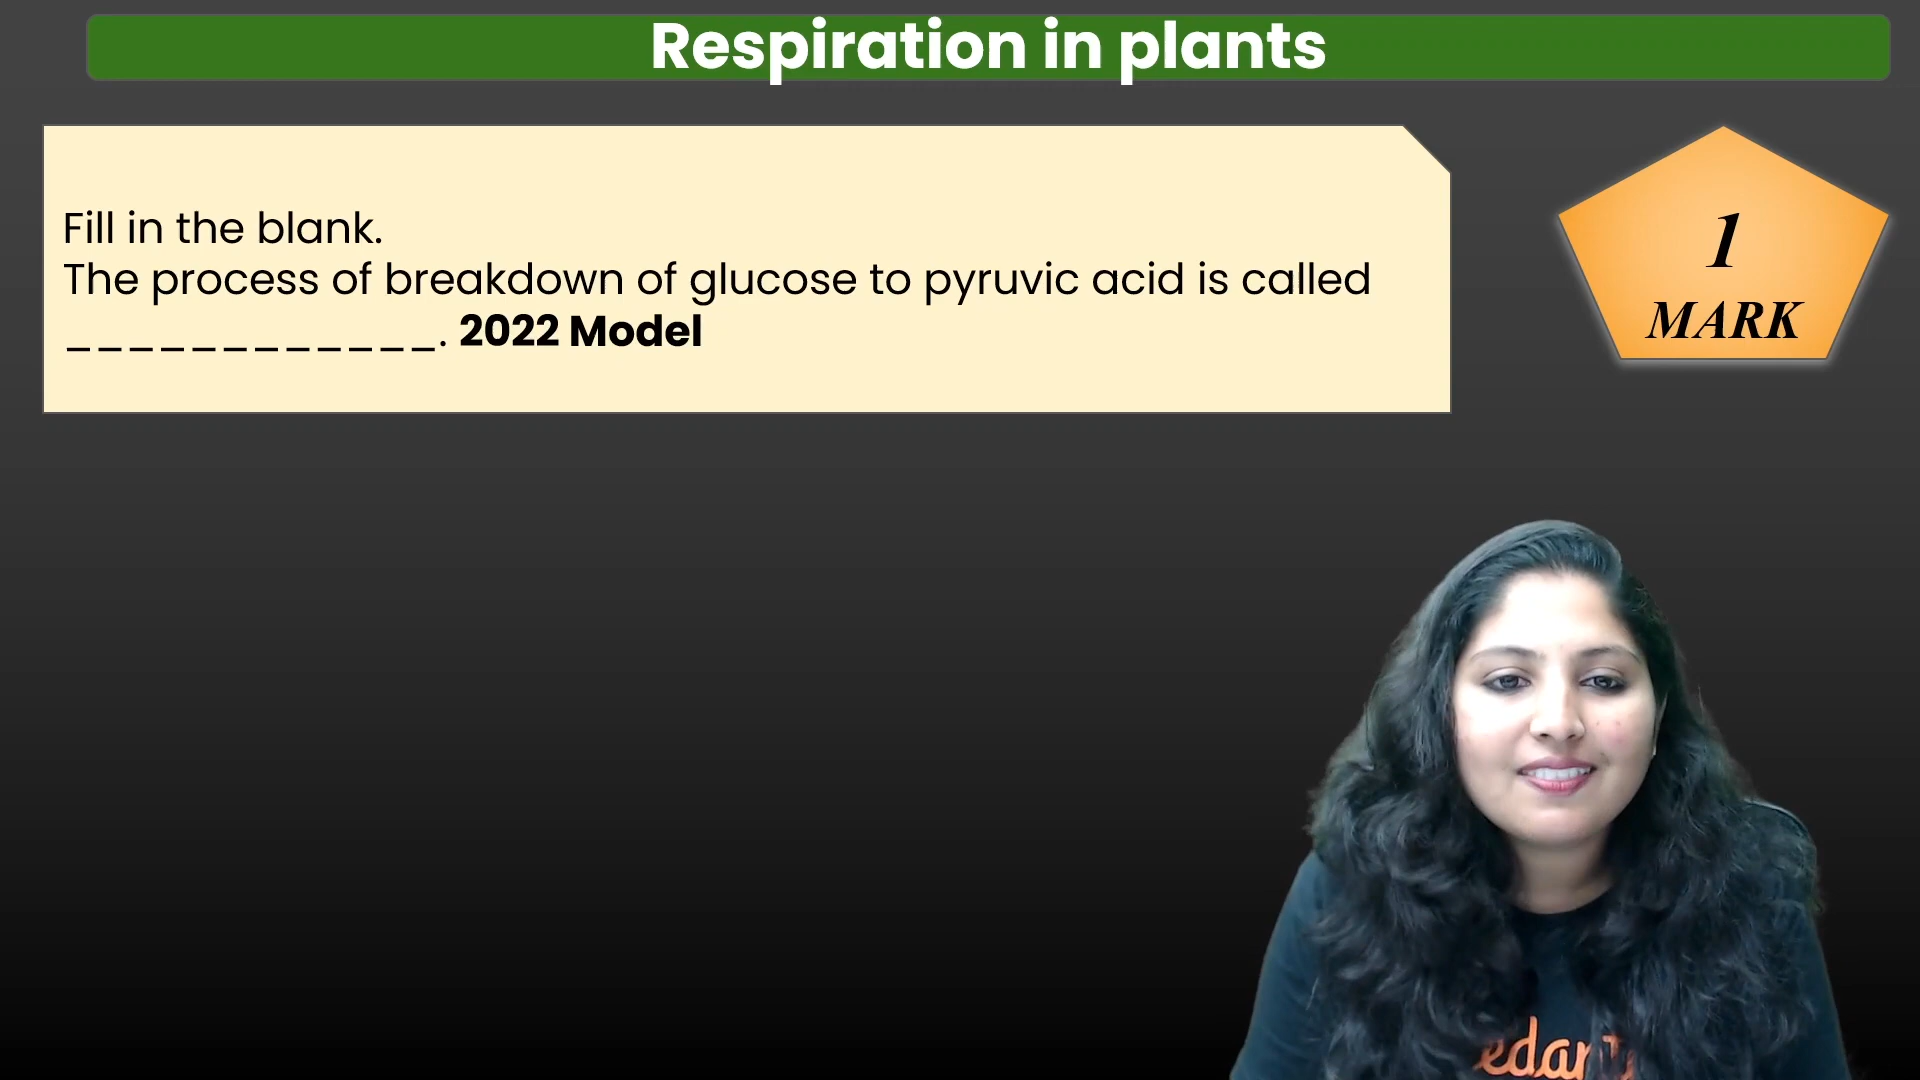 Respiration in plants
Fill in the blank.
The process of breakdown of glucose to pyruvic acid is called
____________. 2022 Model
1
MARK